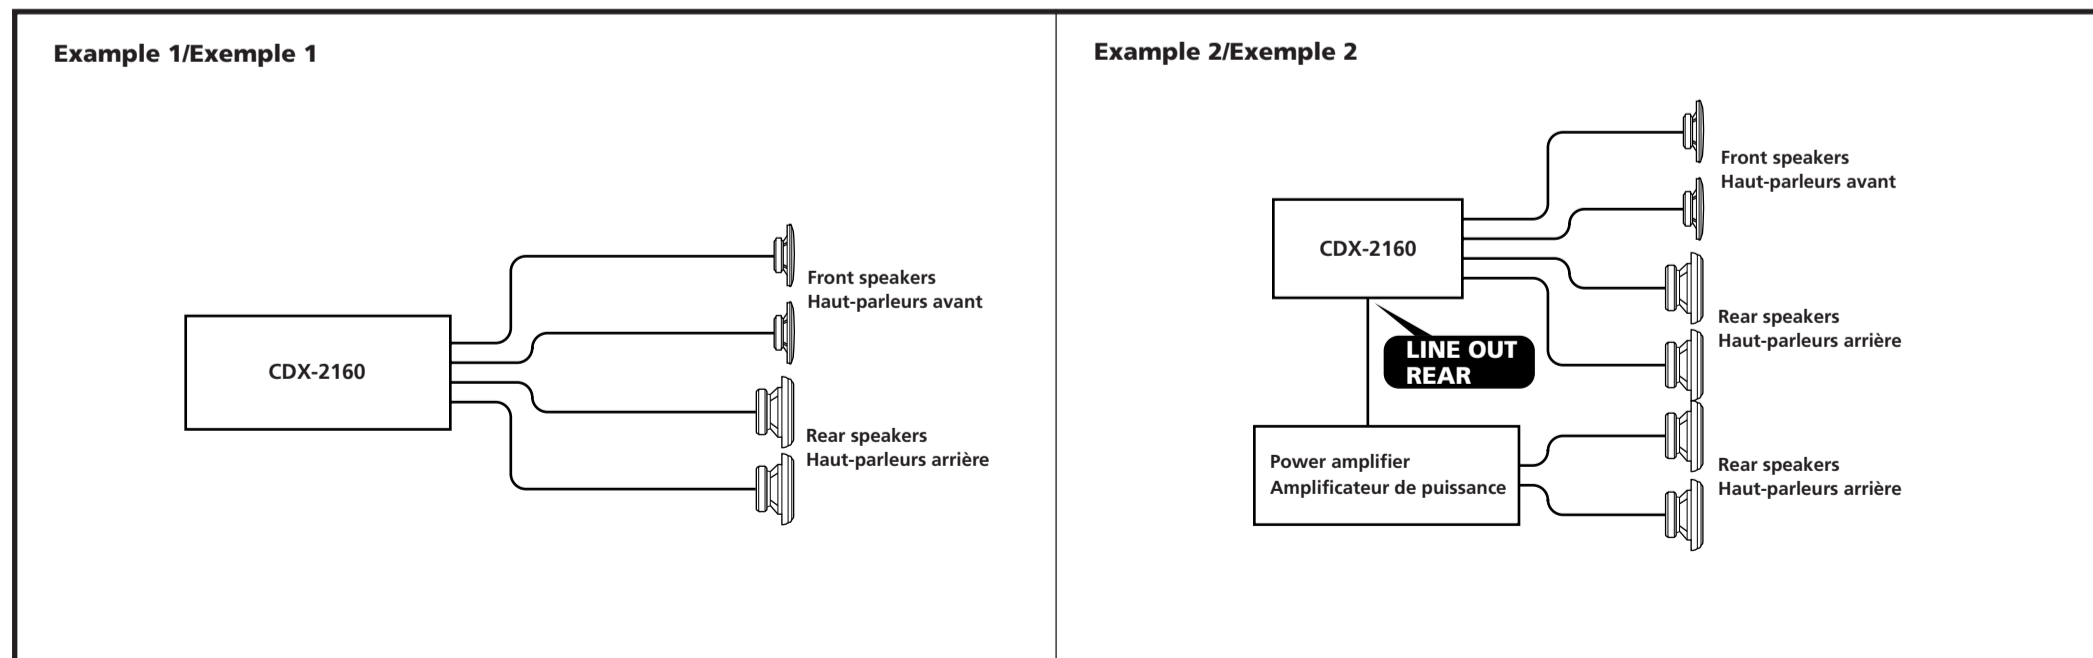 Example 1/Exemple 1
CDX-2160
Front speakers
Haut-parleurs avant
Rear speakers
Haut-parleurs arrière
Example 2/Exemple 2
CDX-2160
Front speakers
Haut-parleurs avant
Rear speakers
Haut-parleurs arrière
LINE OUT
REAR
Power amplifier
Amplificateur de puissance
Rear speakers
Haut-parleurs arrière